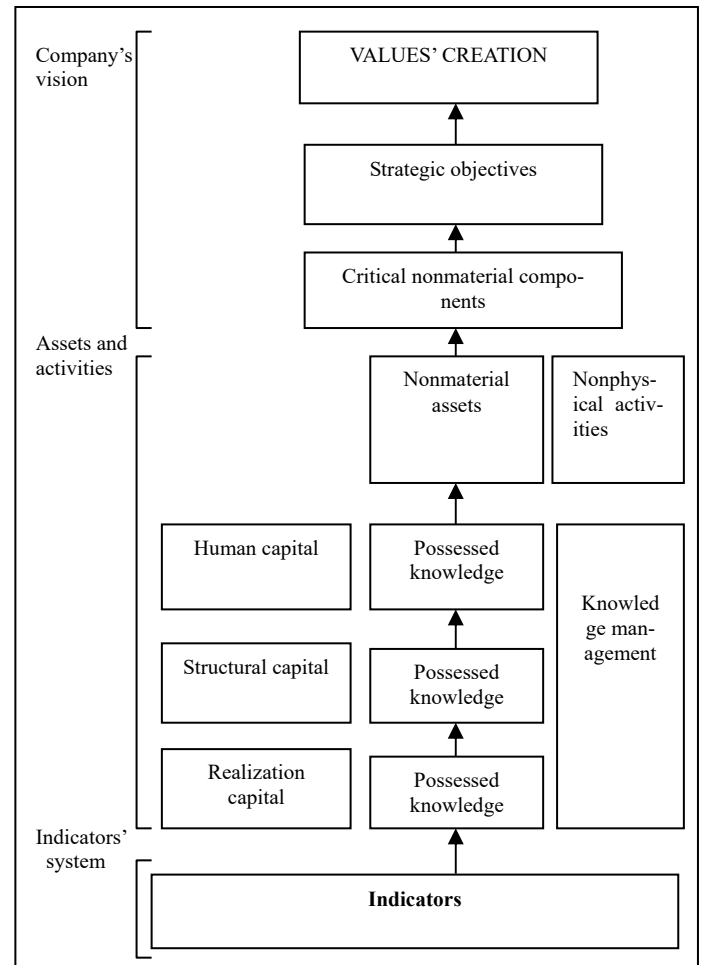 Company’s
vision
VALUES’ CREATION
Strategic objectives
Critical nonmaterial compo-
nents
Assets and
activities
Nonmaterial
assets
Nonphys-
ical activ-
ities
Human capital
Possessed
knowledge
Knowled
ge man-
agement
Structural capital
Possessed
knowledge
Realization
capital
Possessed
knowledge
Indicators’
system
Indicators